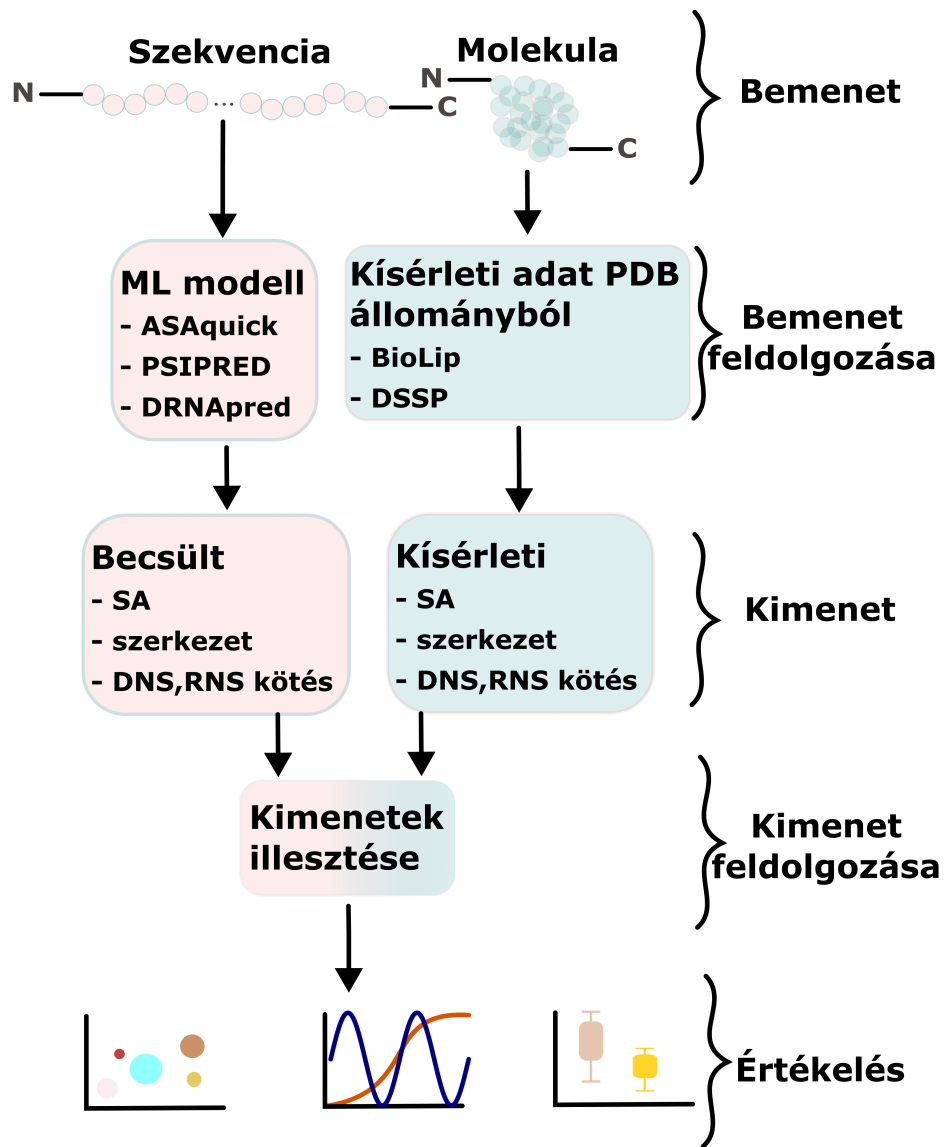 Szekvencia
Molekula
N
...
C
N
C
Bemenet
ML modell
- ASAquick
- PSIPRED
- DRNApred
Kísérleti adat PDB
állományból
- BioLip
- DSSP
Bemenet
feldolgozása
Becsült
- SA
- szerkezet
- DNS,RNS kötés
Kísérleti
- SA
- szerkezet
- DNS,RNS kötés
Kimenet
Kimenetek
illesztése
Kimenet
feldolgozása
Értékelés